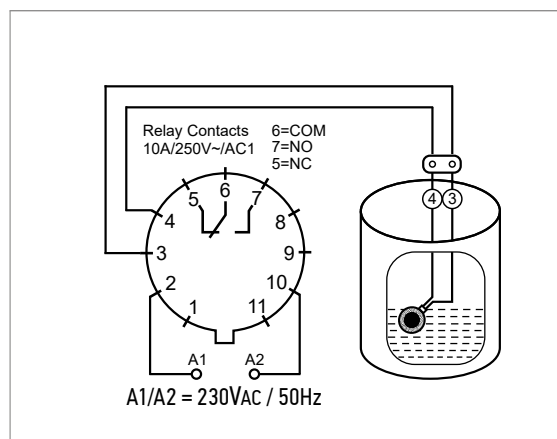 Relay Contacts
10A/250V~/AC1
6=COM
7=NO
5=NC
6
5
7
4
8
3
9
2
10
1
11
A1
A2
A1/A2 = 230VAC / 50Hz
4
3